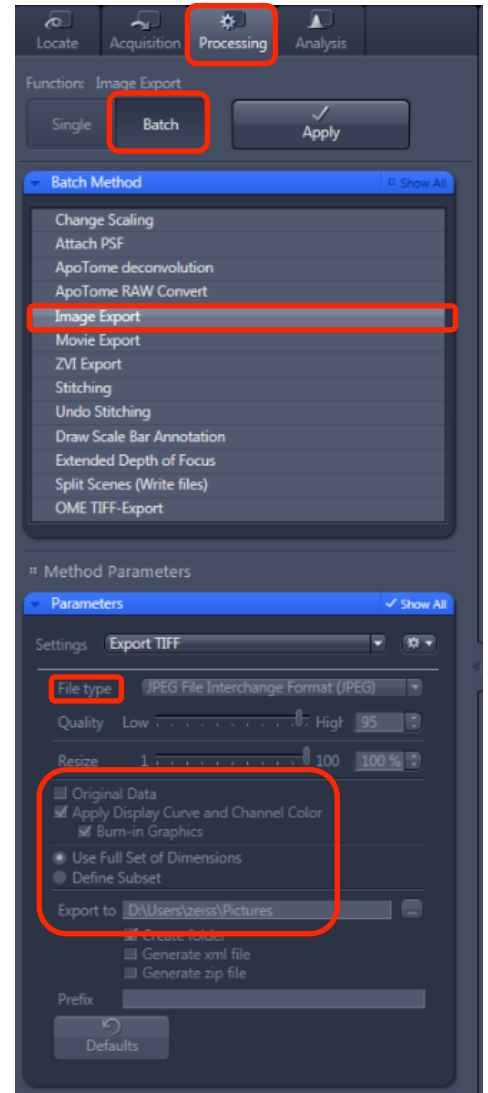 Locate Acquisition Processing Analysis
Function: Image Export
Single Batch Apply
Batch Method Show All
Change Scaling
Attach PSF
ApoTome deconvolution
ApoTome RAW Convert
Image Export
Movie Export
ZVI Export
Stitching
Undo Stitching
Draw Scale Bar Annotation
Extended Depth of Focus
Split Scenes (Write files)
OME TIFF-Export
Method Parameters
Parameters Show All
Settings Export TIFF
File type JPEG File Interchange Format (JPEG)
Quality Low High 95
Resize 1 100 100 %
Original Data
Apply Display Curve and Channel Color
Burn-in Graphics
Use Full Set of Dimensions
Define Subset
Export to D:\Users\zeiss\Pictures ...
Create folder
Generate xml file
Generate zip file
Prefix
Defaults